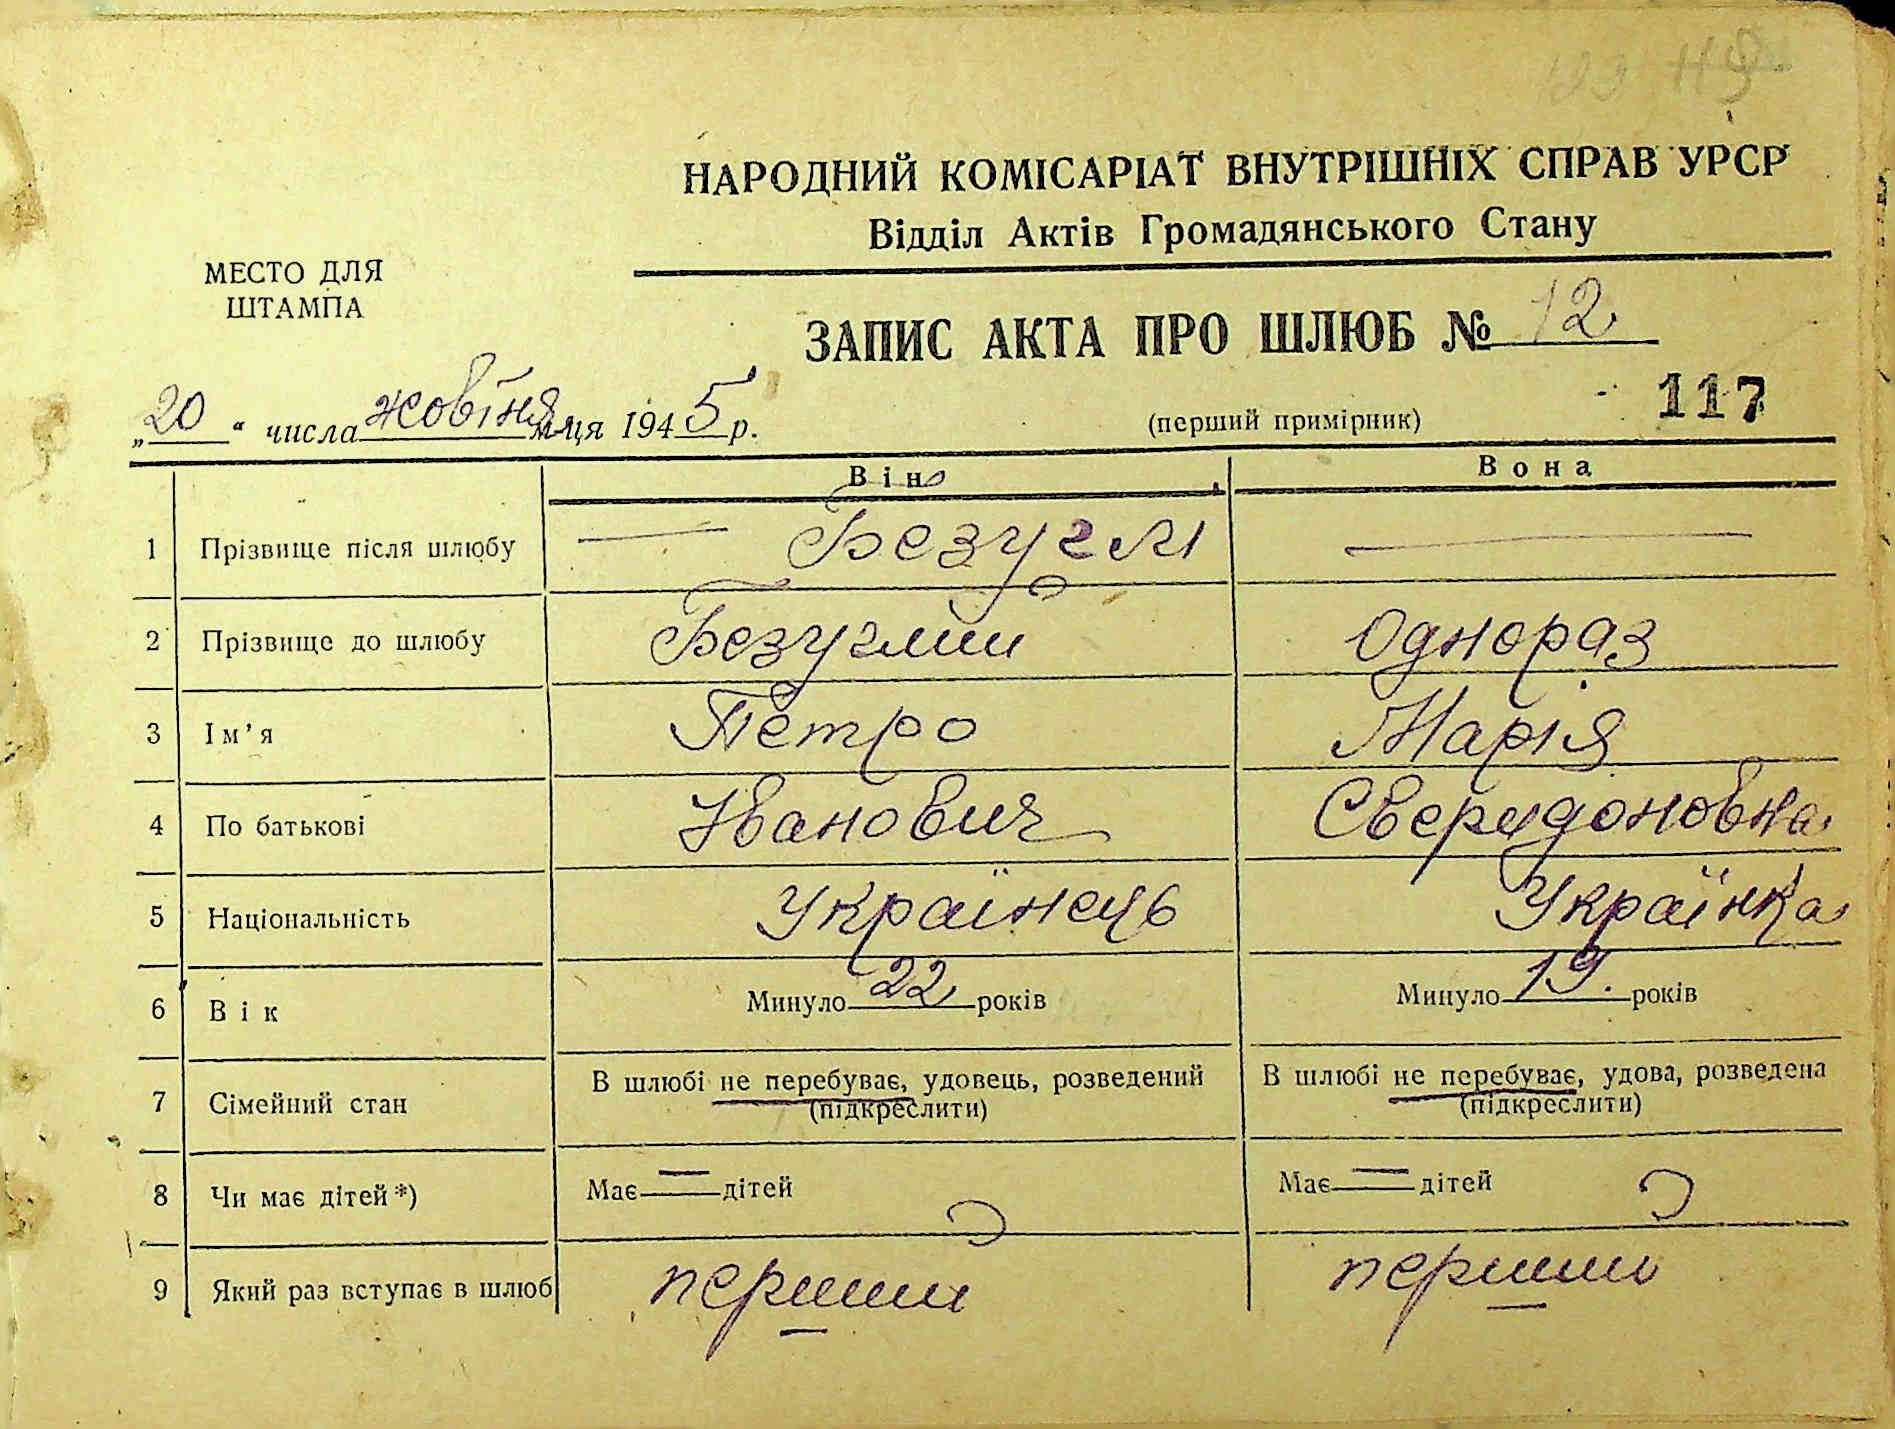 НАРОДНИЙ КОМІСАРІАТ ВНУТРІШНІХ СПРАВ УРСР
Відділ Актів Громадянського Стану
МЕСТО ДЛЯ
ШТАМПА
ЗАПИС АКТА ПРО ШЛЮБ № 12
„20“ числа жовтня м-ця 1945 р.
(перший примірник)
117
Він Вона
1 Прізвище після шлюбу — Безуглі —
2 Прізвище до шлюбу Безуглий Однораз
3 Ім’я Петро Марія
4 По батькові Іванович Сверидоновна
5 Національність Українець Українка
6 Вік Минуло 22 років Минуло 19. років
7 Сімейний стан В шлюбі не перебуває, удовець, розведений (підкреслити) В шлюбі не перебуває, удова, розведена (підкреслити)
8 Чи має дітей*) Має — дітей Має — дітей
9 Який раз вступає в шлюб перший перший